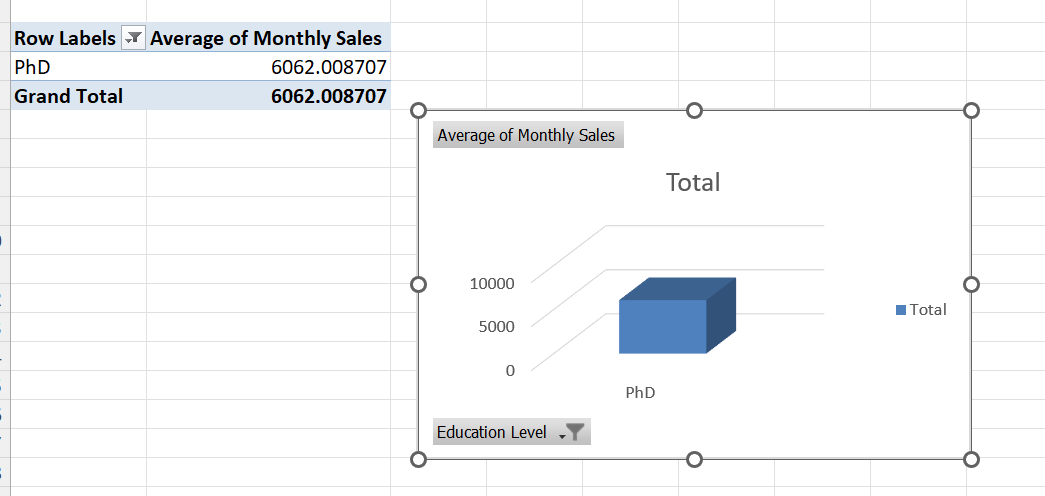 Row Labels Average of Monthly Sales
PhD 6062.008707
Grand Total 6062.008707
Average of Monthly Sales
Total
10000
5000
0
Total
PhD
Education Level